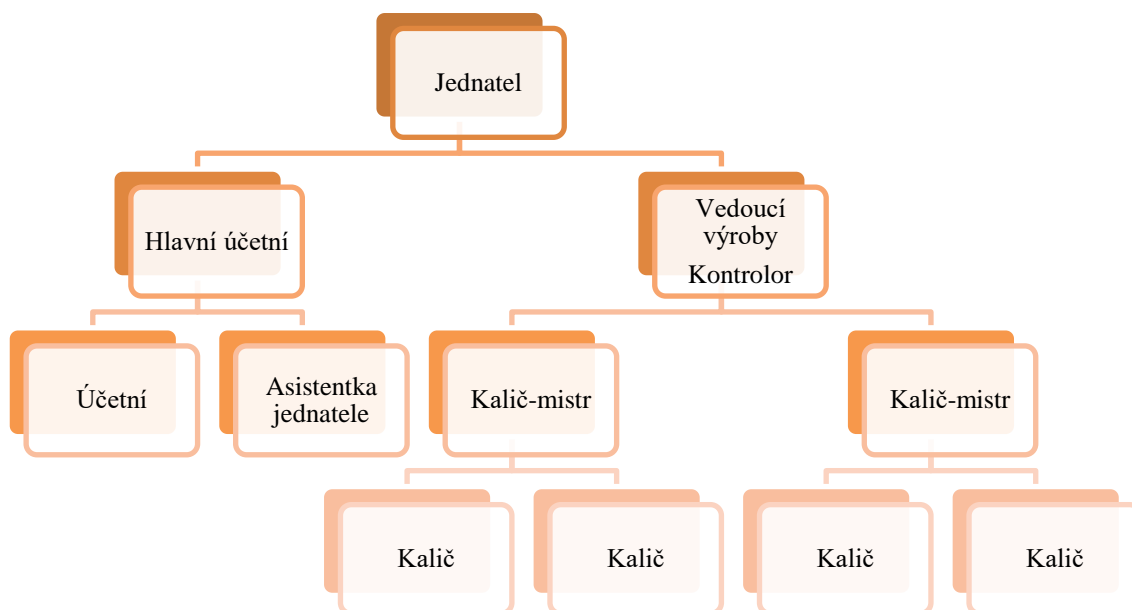 Jednatel
Hlavní účetní
Vedoucí
výroby
Kontrolor
Účetní
Asistentka
jednatele
Kalič-mistr
Kalič-mistr
Kalič
Kalič
Kalič
Kalič